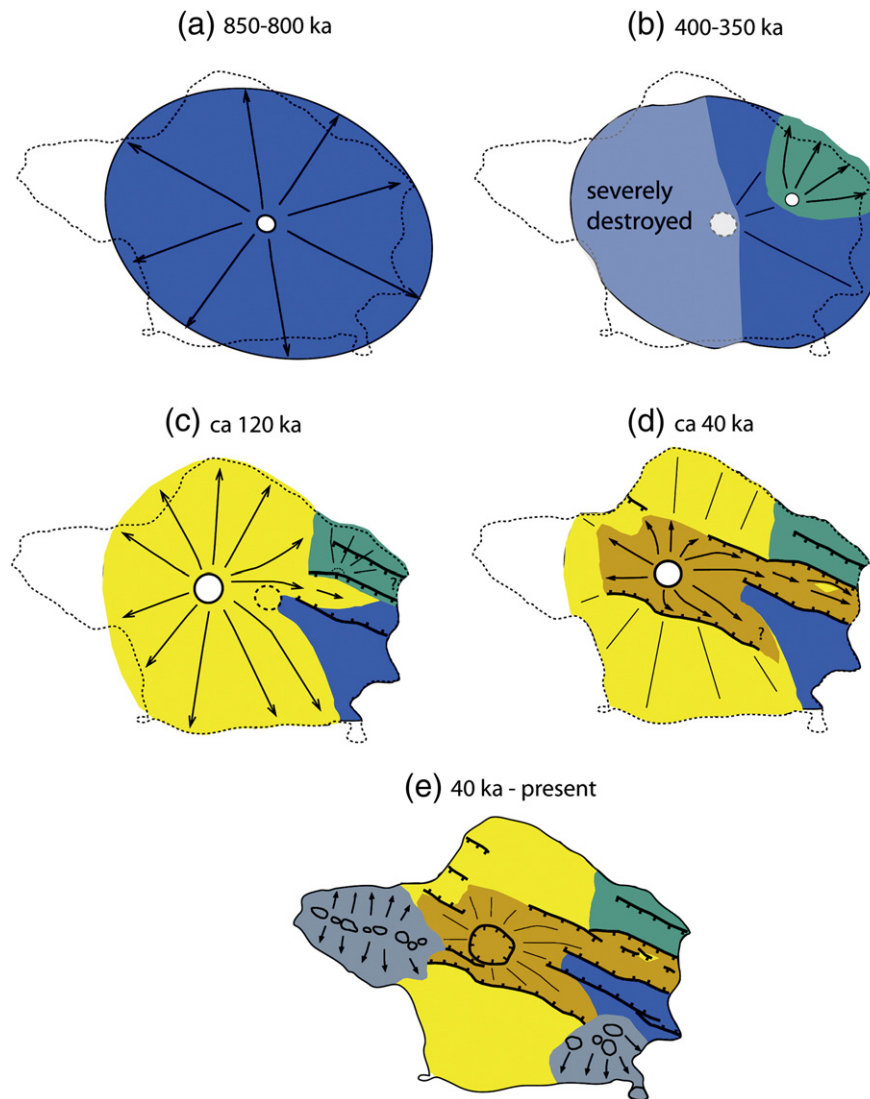 (a) 850-800 ka
(b) 400-350 ka
severely
destroyed
(c) ca 120 ka
?
(d) ca 40 ka
?
(e) 40 ka - present